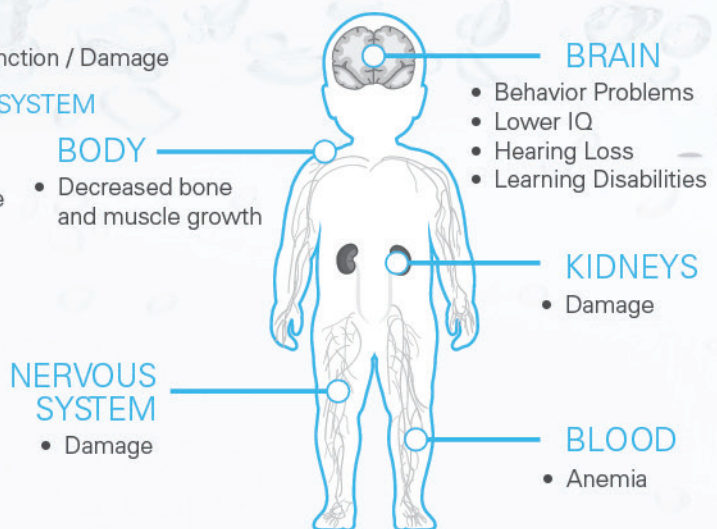 / Damage
SYSTEM
BODY
• Decreased bone
and muscle growth
NERVOUS
SYSTEM
• Damage
BRAIN
• Behavior Problems
• Lower IQ
• Hearing Loss
• Learning Disabilities
KIDNEYS
• Damage
BLOOD
• Anemia